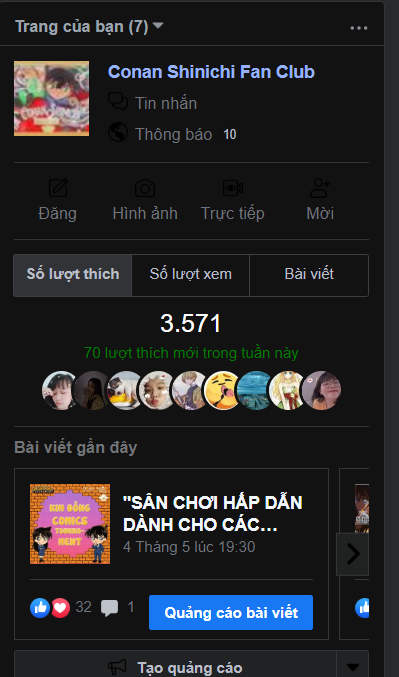 Trang của bạn (7)
Conan Shinichi Fan Club
Tin nhắn
Thông báo 10
Đăng
Hình ảnh
Trực tiếp
Mời
Số lượt thích
Số lượt xem
Bài viết
3.571
70 lượt thích mới trong tuần này
Bài viết gần đây
KIM ĐỒNG
COMICS
TOURNA-
MENT
"SÂN CHƠI HẤP DẪN
DÀNH CHO CÁC...
4 Tháng 5 lúc 19:30
32
1
Quảng cáo bài viết
Tạo quảng cáo